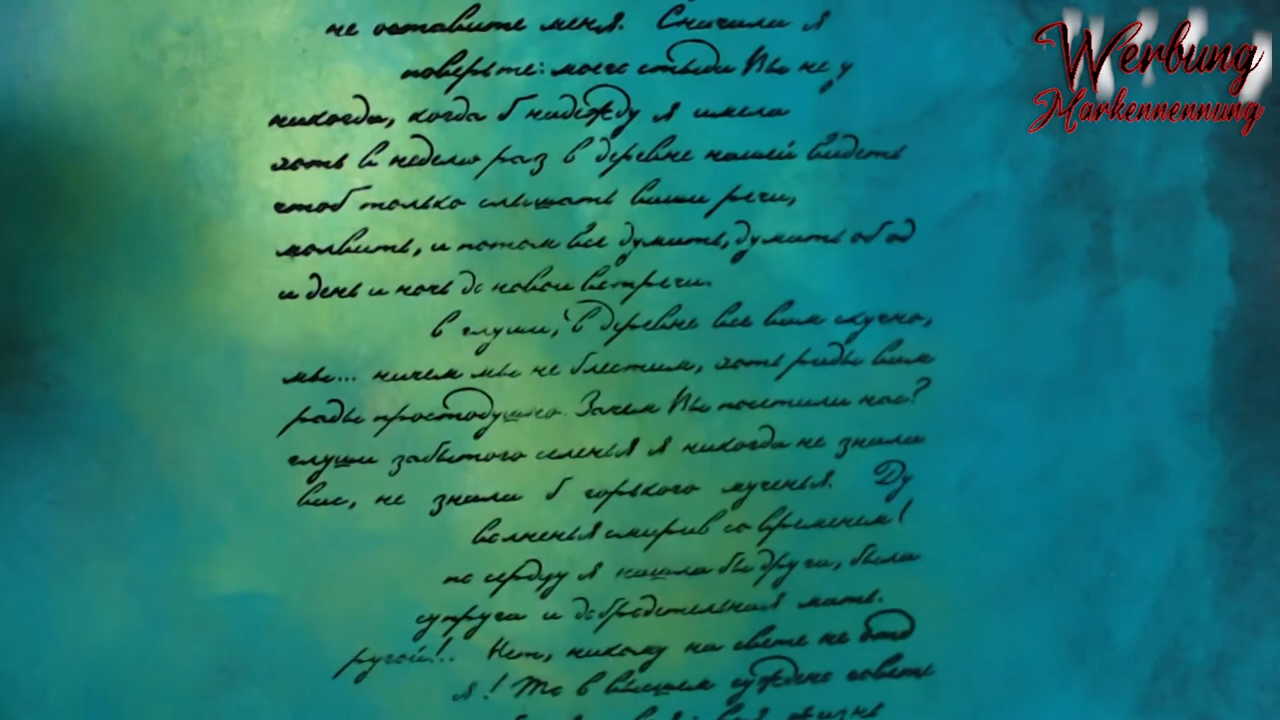 не оставите меня. Сначала я
поверьте: моего стыда Вы не у
никогда, когда б надежду я имела
хоть в неделю раз в деревне нашей видеть
чтоб только слышать ваши речи,
молвить, и потом все думать, думать об од
и день и ночь до новой встречи.
в глуши, в деревне все вам скучно,
мы... ничем мы не блестим, хоть рады вам
рады простодушно. Зачем Вы посетили нас?
глуши забытого селенья я никогда не знала
вас, не знала б горького мученья. Ду
волненья смирив со временем!
по сердцу я нашла бы друга, была
супруга и добродетельная мать.
ругой!.. Нет, никому на свете не отд
я! То в вышнем суждено совете
жизнь
Werbung
Markennennung